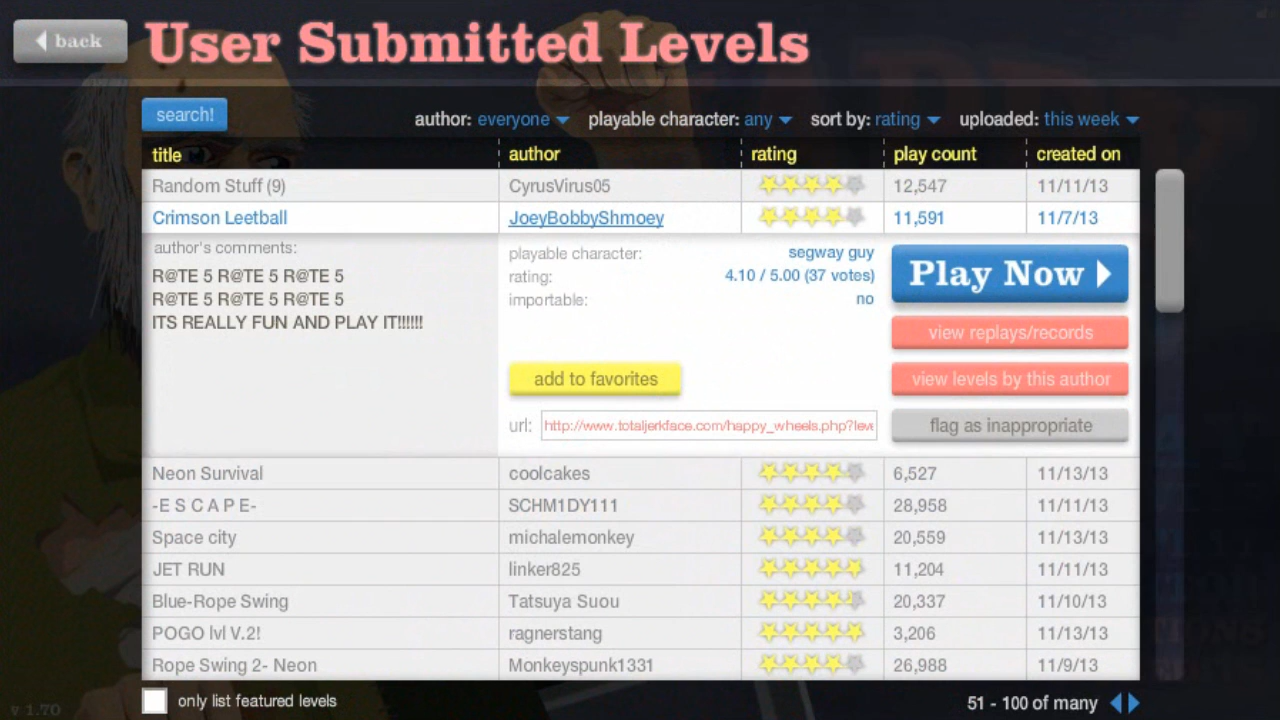 back
User Submitted Levels
search!
author: everyone playable character: any sort by: rating uploaded: this week
title author rating play count created on
Random Stuff (9) CyrusVirus05 12,547 11/11/13
Crimson Leetball JoeyBobbyShmoey 11,591 11/7/13
author's comments:
R@TE 5 R@TE 5 R@TE 5
R@TE 5 R@TE 5 R@TE 5
ITS REALLY FUN AND PLAY IT!!!!!!
playable character: segway guy
rating: 4.10 / 5.00 (37 votes)
importable: no
add to favorites
url: http://www.totaljerkface.com/happy_wheels.php?leve
Play Now
view replays/records
view levels by this author
flag as inappropriate
Neon Survival coolcakes 6,527 11/13/13
-E S C A P E- SCHM1DY111 28,958 11/11/13
Space city michalemonkey 20,559 11/13/13
JET RUN linker825 11,204 11/11/13
Blue-Rope Swing Tatsuya Suou 20,337 11/10/13
POGO lvl V.2! ragnerstang 3,206 11/13/13
Rope Swing 2- Neon Monkeyspunk1331 26,988 11/9/13
only list featured levels
51 - 100 of many
v 1.70